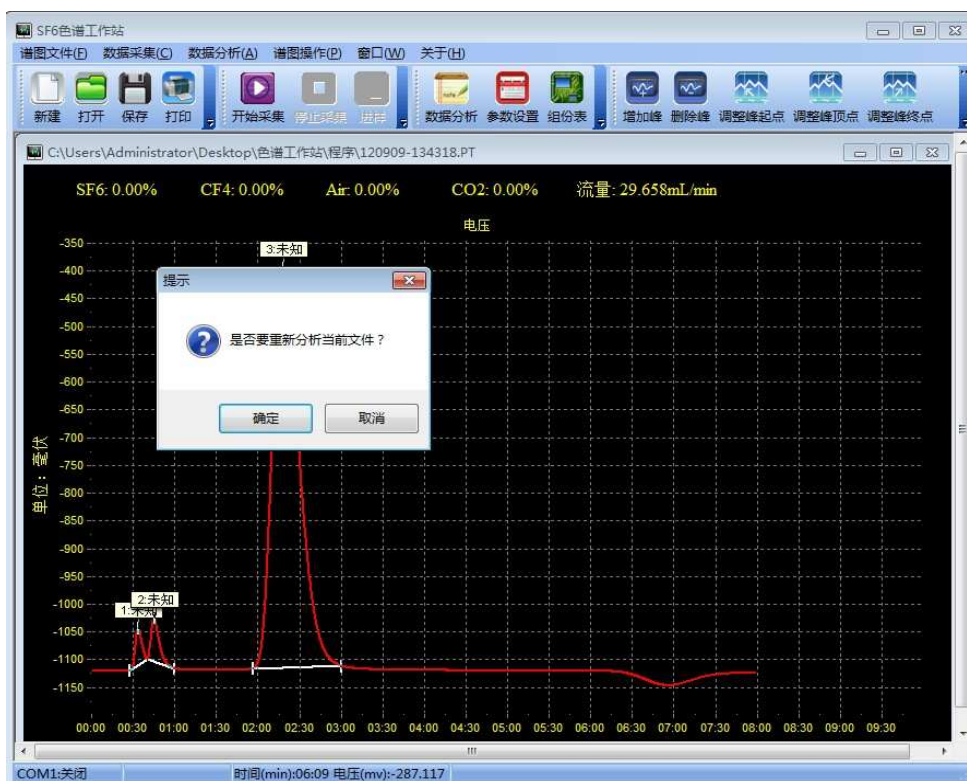 SF6色谱工作站
谱图文件(F) 数据采集(C) 数据分析(A) 谱图操作(P) 窗口(W) 关于(H)
新建 打开 保存 打印 开始采集 停止采集 进样 数据分析 参数设置 组份表 增加峰 删除峰 调整峰起点 调整峰顶点 调整峰终点
C:\Users\Administrator\Desktop\色谱工作站\程序\120909-134318.PT
SF6: 0.00% CF4: 0.00% Air: 0.00% CO2: 0.00% 流量: 29.658mL/min
电压
3:未知
提示
是否要重新分析当前文件？
确定 取消
单位：毫伏
-350
-400
-450
-500
-550
-600
-650
-700
-750
-800
-850
-900
-950
-1000
-1050
-1100
-1150
2:未知
1:未知
00:00 00:30 01:00 01:30 02:00 02:30 03:00 03:30 04:00 04:30 05:00 05:30 06:00 06:30 07:00 07:30 08:00 08:30 09:00 09:30
COM1:关闭 时间(min):06:09 电压(mv):-287.117